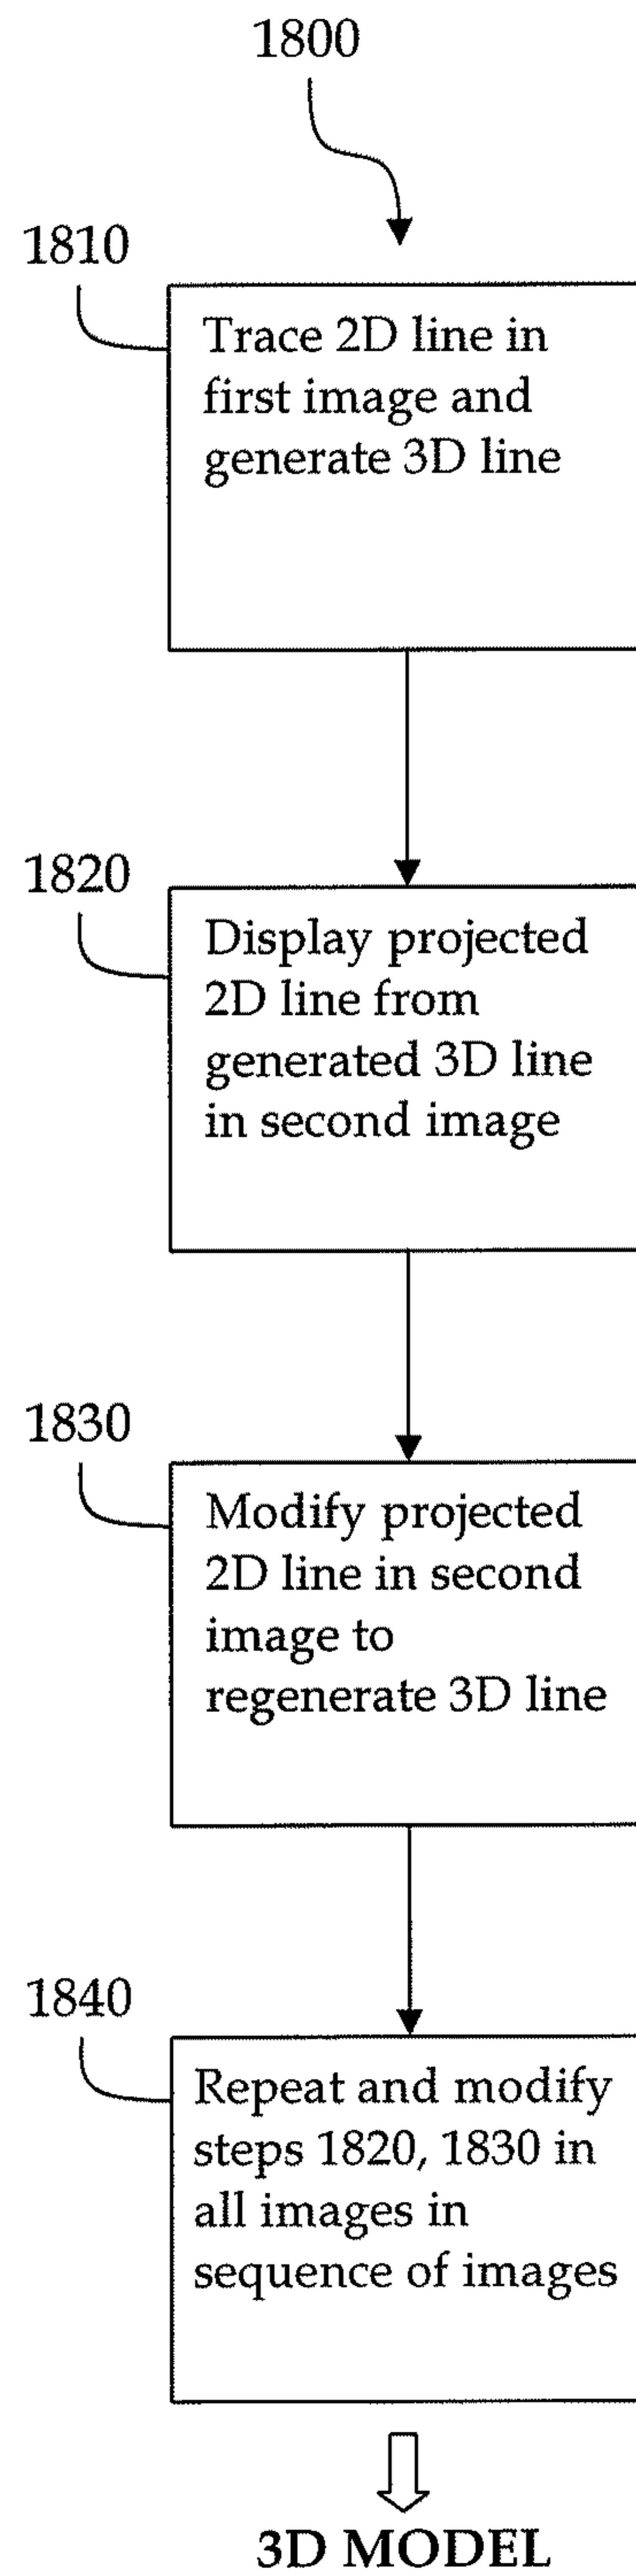 1800
1810
Trace 2D line in
first image and
generate 3D line
1820
Display projected
2D line from
generated 3D line
in second image
1830
Modify projected
2D line in second
image to
regenerate 3D line
1840
Repeat and modify
steps 1820, 1830 in
all images in
sequence of images
3D MODEL